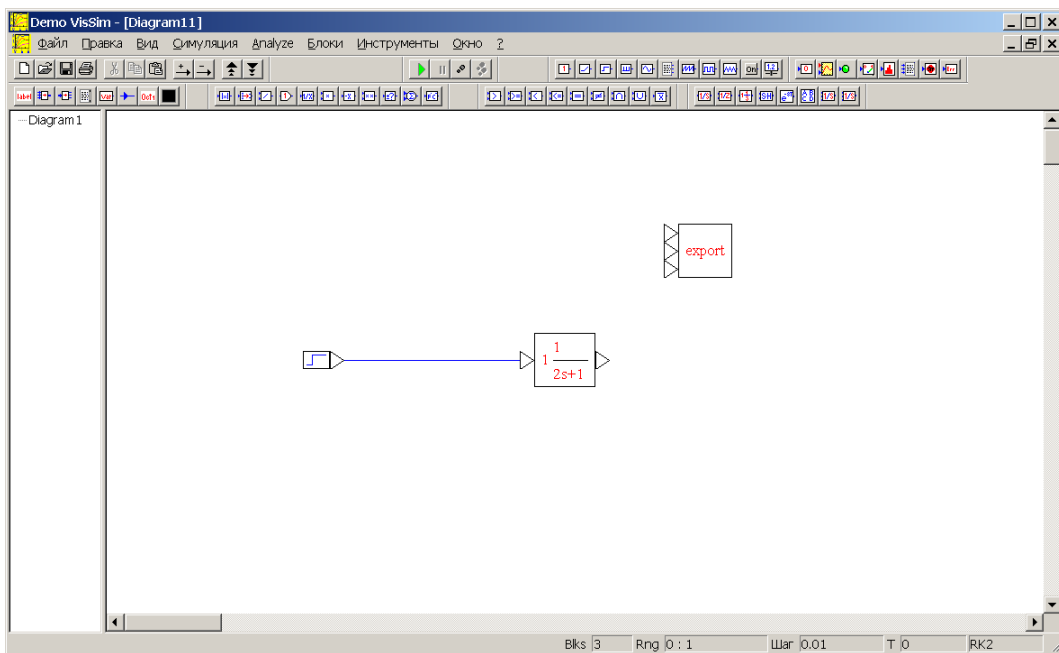 Demo VisSim - [Diagram11]
Файл Правка Вид Симуляция Analyze Блоки Инструменты Окно ?
label
Diagram1
export
1 1
2s+1
Blks 3 Rng 0 : 1 Шаг 0.01 T 0 RK2